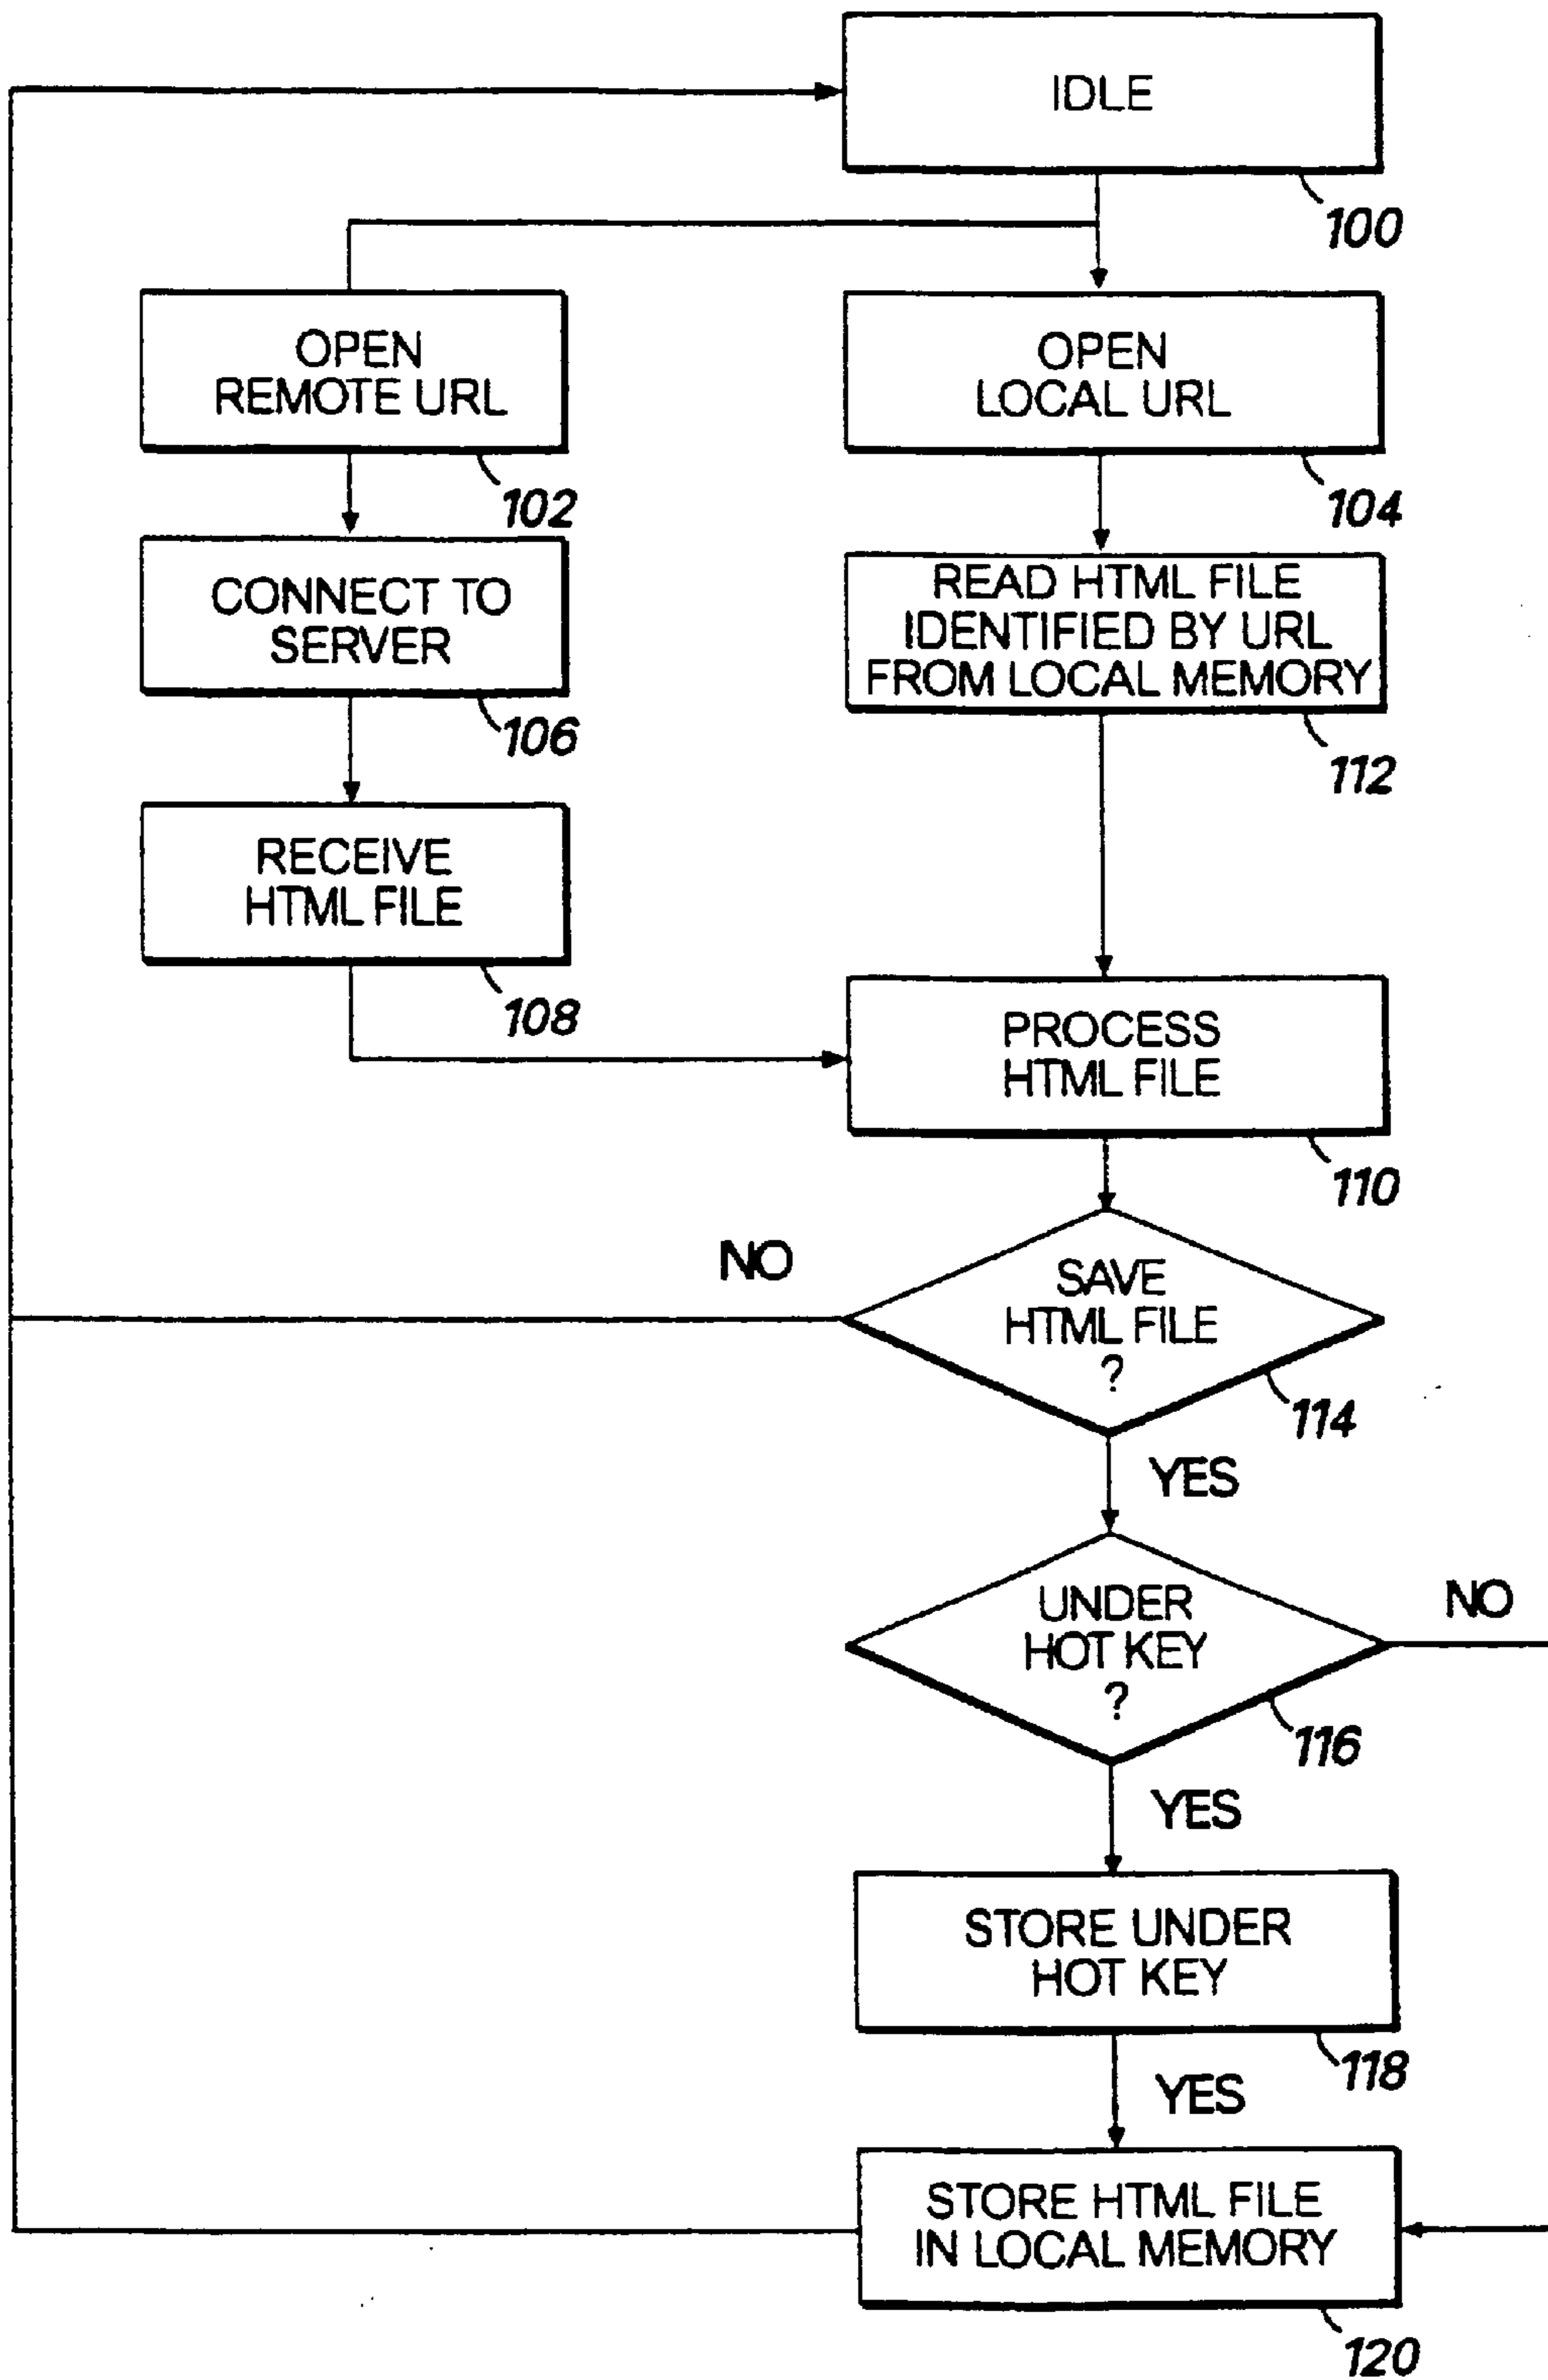 IDLE
100
OPEN
REMOTE URL
102
OPEN
LOCAL URL
104
CONNECT TO
SERVER
106
READ HTML FILE
IDENTIFIED BY URL
FROM LOCAL MEMORY
112
RECEIVE
HTML FILE
108
PROCESS
HTML FILE
110
NO
SAVE
HTML FILE
?
114
YES
UNDER
HOT KEY
?
NO
116
YES
STORE UNDER
HOT KEY
118
YES
STORE HTML FILE
IN LOCAL MEMORY
120